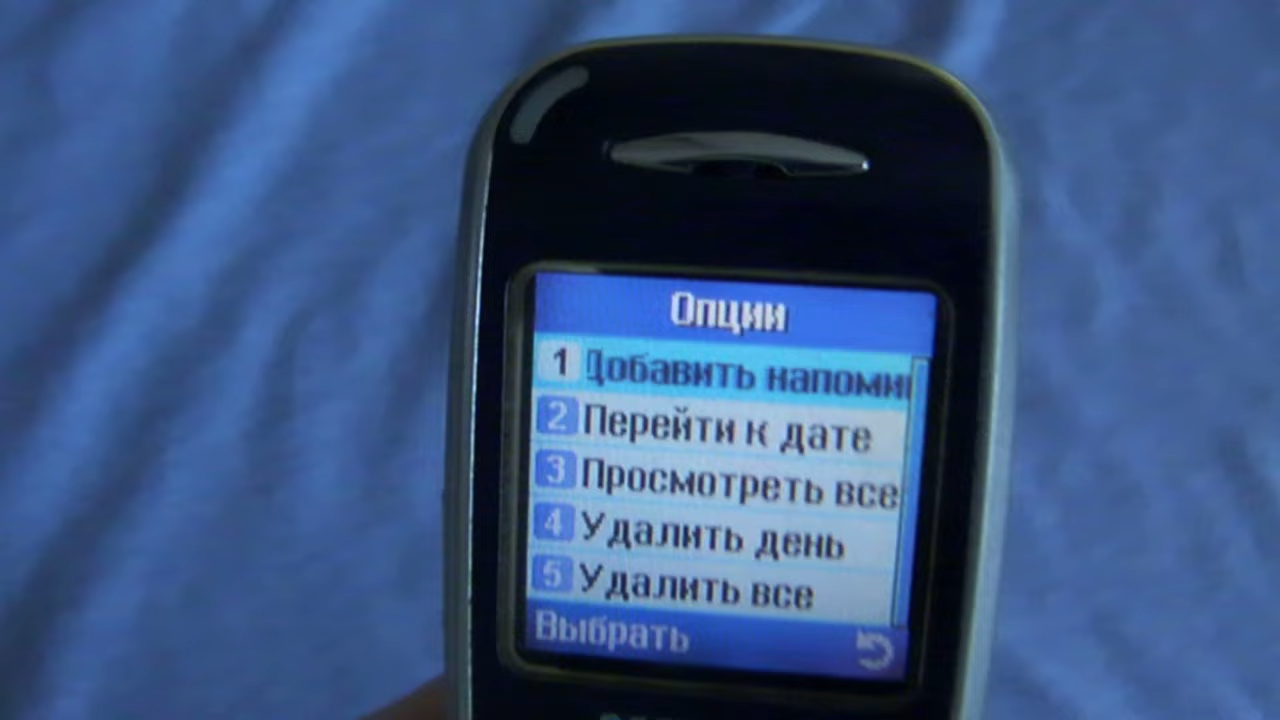 Опции
1 Добавить напоми
2 Перейти к дате
3 Просмотреть все
4 Удалить день
5 Удалить все
Выбрать